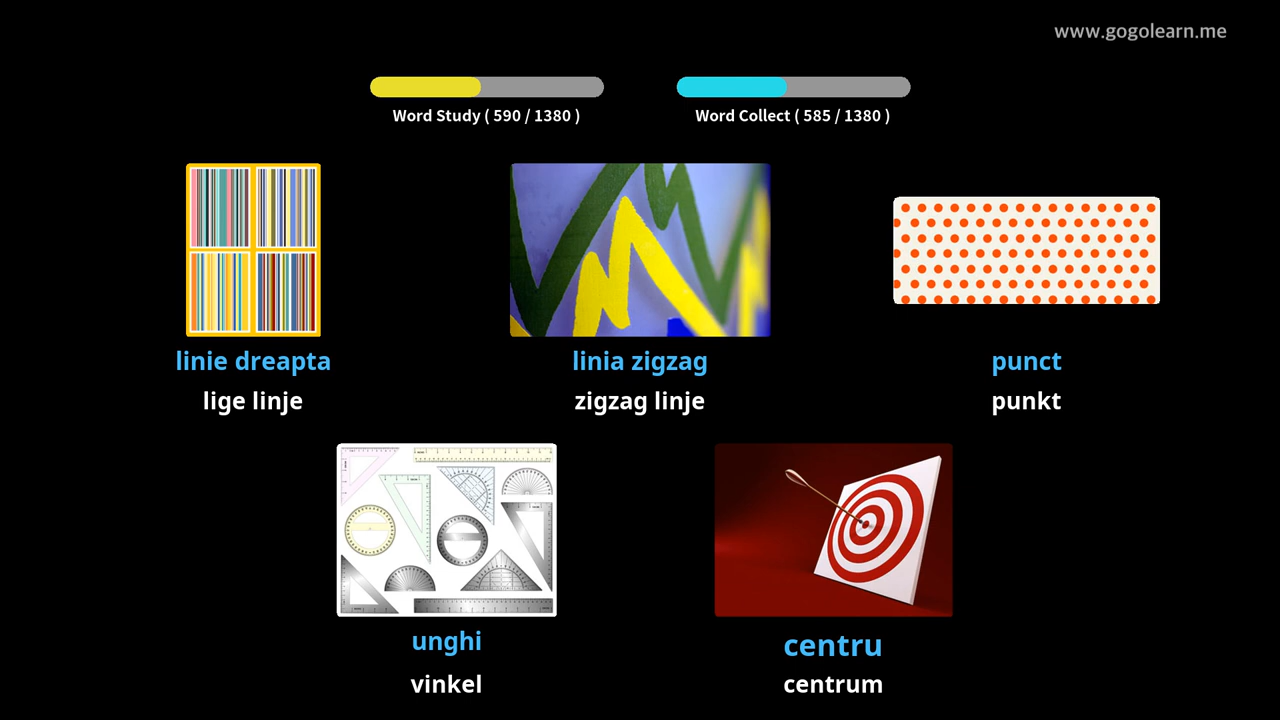 www.gogolearn.me
Word Study ( 590 / 1380 )
Word Collect ( 585 / 1380 )
linie dreapta
lige linje
linia zigzag
zigzag linje
punct
punkt
unghi
vinkel
centru
centrum